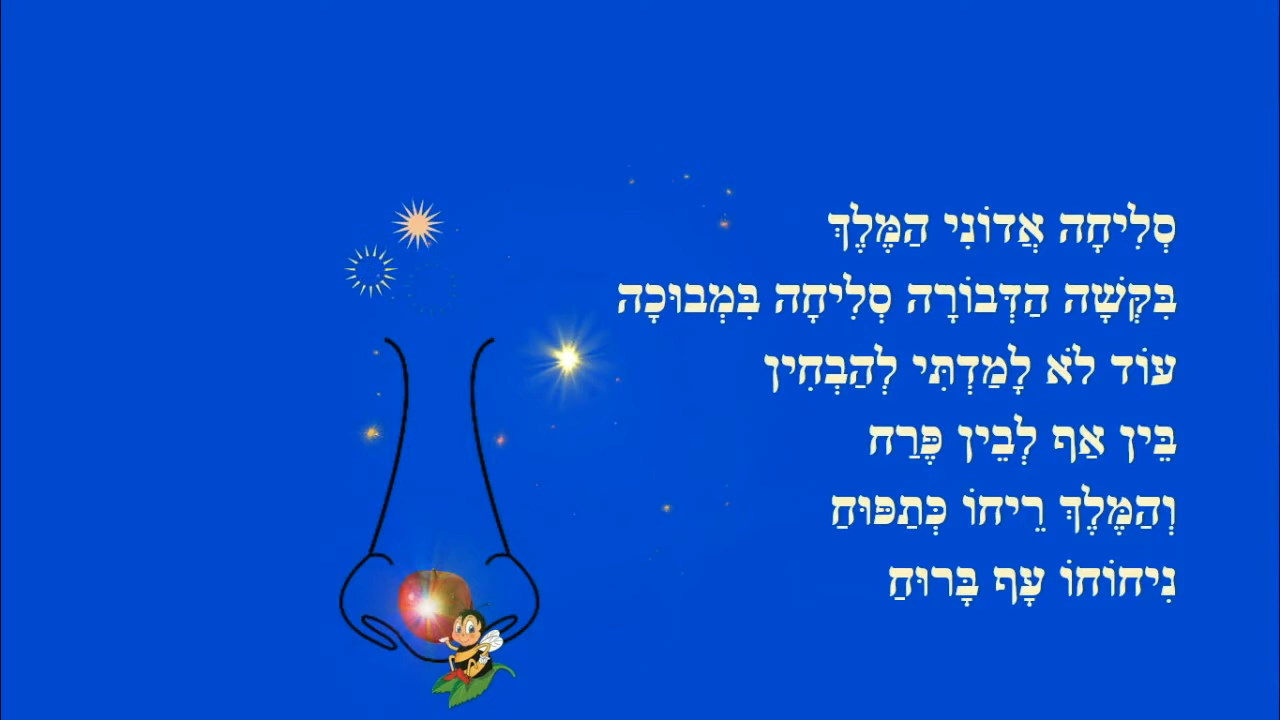 סְלִיחָה אֲדוֹנִי הַמֶּלֶךְ
בִּקְּשָׁה הַדְּבוֹרָה סְלִיחָה בִּמְבוּכָה
עוֹד לֹא לָמַדְתִּי לְהַבְחִין
בֵּין אַף לְבֵין פֶּרַח
וְהַמֶּלֶךְ רֵיחוֹ כְּתַפּוּחַ
נִיחוֹחוֹ עָף בָּרוּחַ